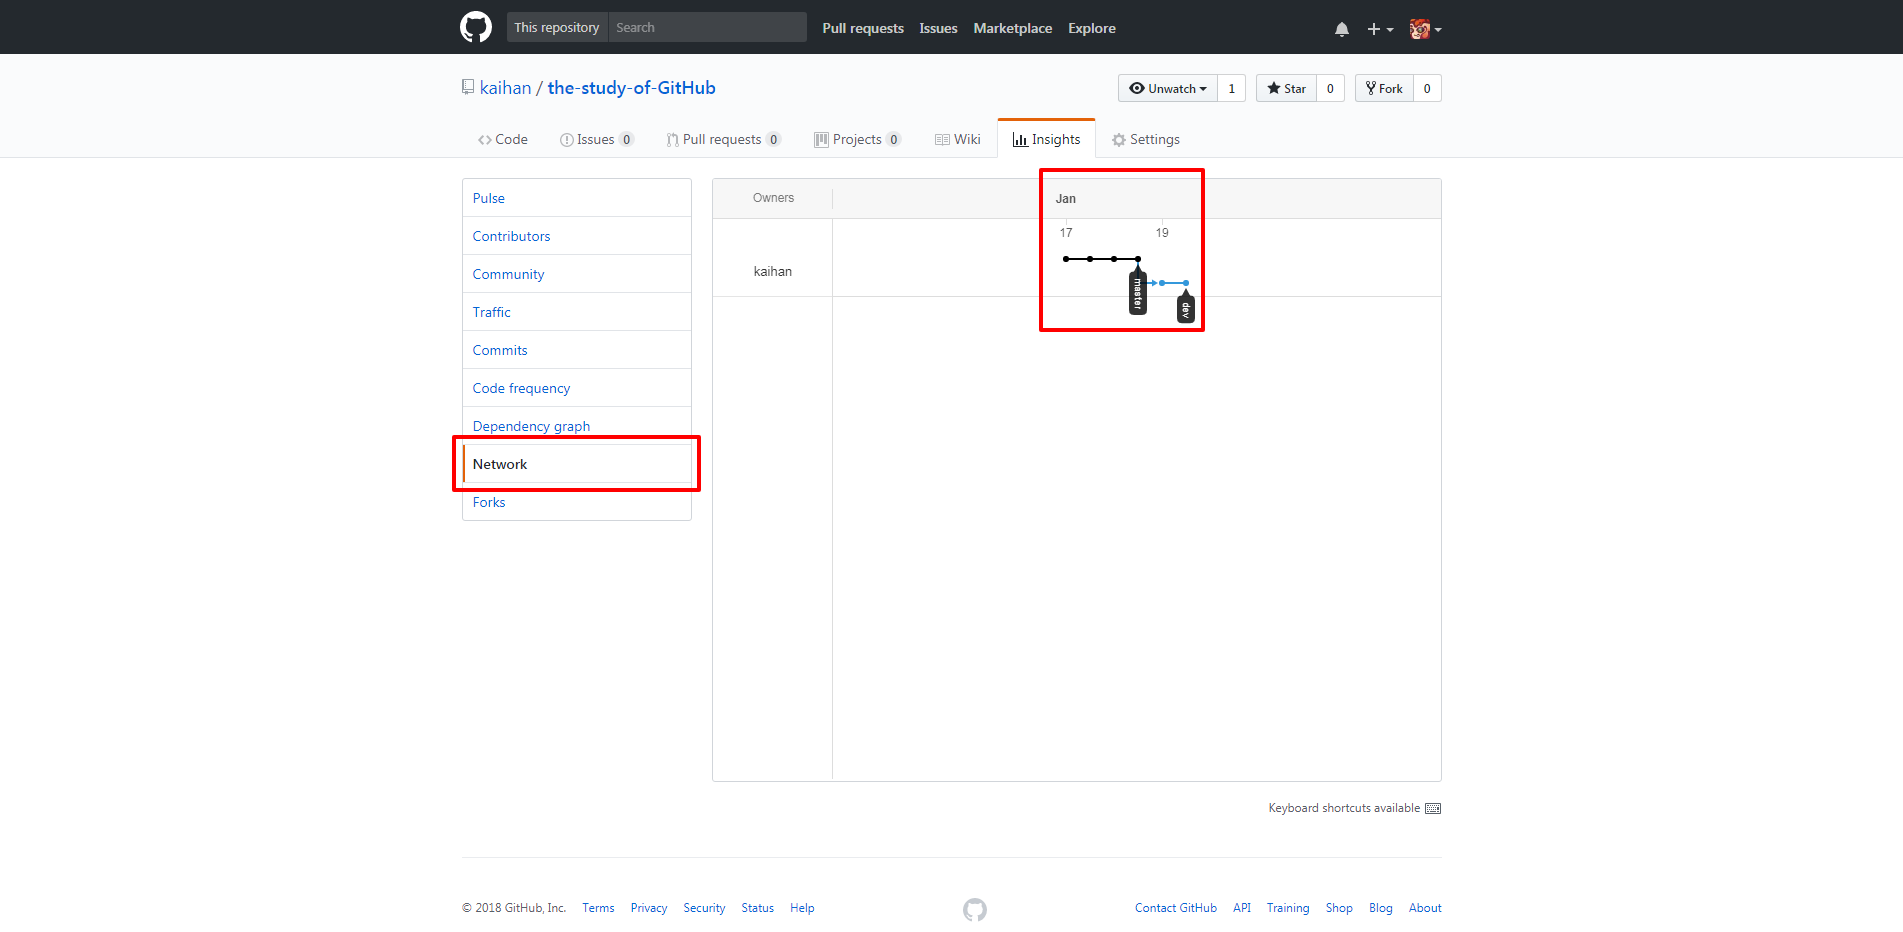 This repository Search Pull requests Issues Marketplace Explore
kaihan / the-study-of-GitHub
Unwatch 1 Star 0 Fork 0
Code Issues 0 Pull requests 0 Projects 0 Wiki Insights Settings
Pulse
Contributors
Community
Traffic
Commits
Code frequency
Dependency graph
Network
Forks
Owners Jan
17 19
kaihan
master
dev
Keyboard shortcuts available
© 2018 GitHub, Inc. Terms Privacy Security Status Help Contact GitHub API Training Shop Blog About